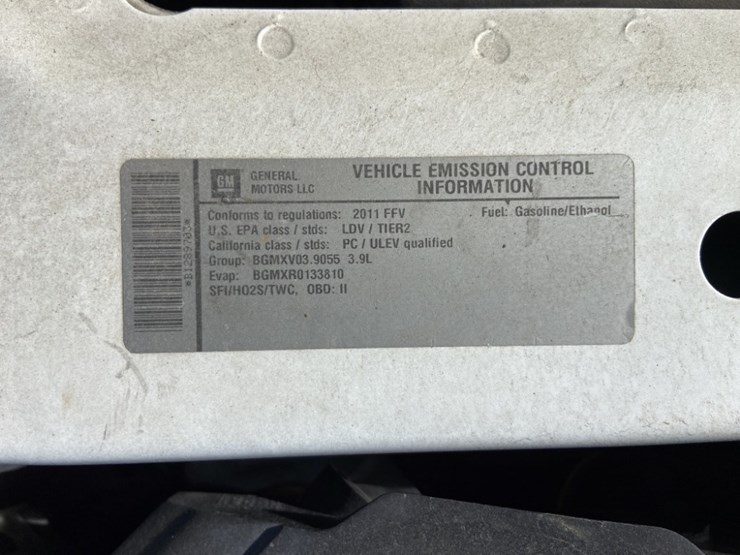 GM
GENERAL
MOTORS LLC
VEHICLE EMISSION CONTROL
INFORMATION
Conforms to regulations: 2011 FFV
Fuel: Gasoline/Ethanol
U.S. EPA class / stds: LDV / TIER2
California class / stds: PC / ULEV qualified
Group: BGMXV03.9055 3.9L
Evap: BGMXR0133810
SFI/HO2S/TWC, OBD: II